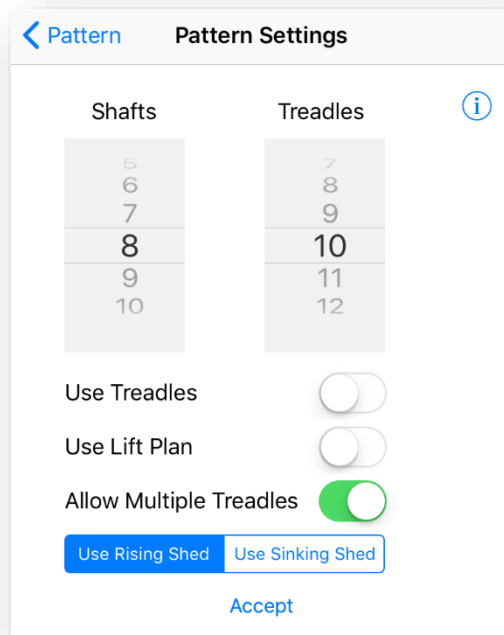 Pattern Pattern Settings
Shafts Treadles i
5 7
6 8
7 9
8 10
9 11
10 12
Use Treadles
Use Lift Plan
Allow Multiple Treadles
Use Rising Shed Use Sinking Shed
Accept